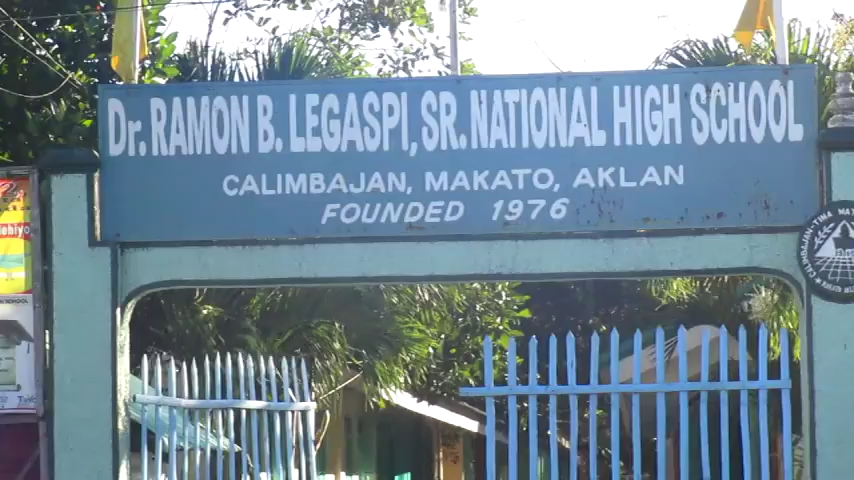 Dr. RAMON B. LEGASPI, SR. NATIONAL HIGH SCHOOL
CALIMBAJAN, MAKATO, AKLAN
FOUNDED 1976